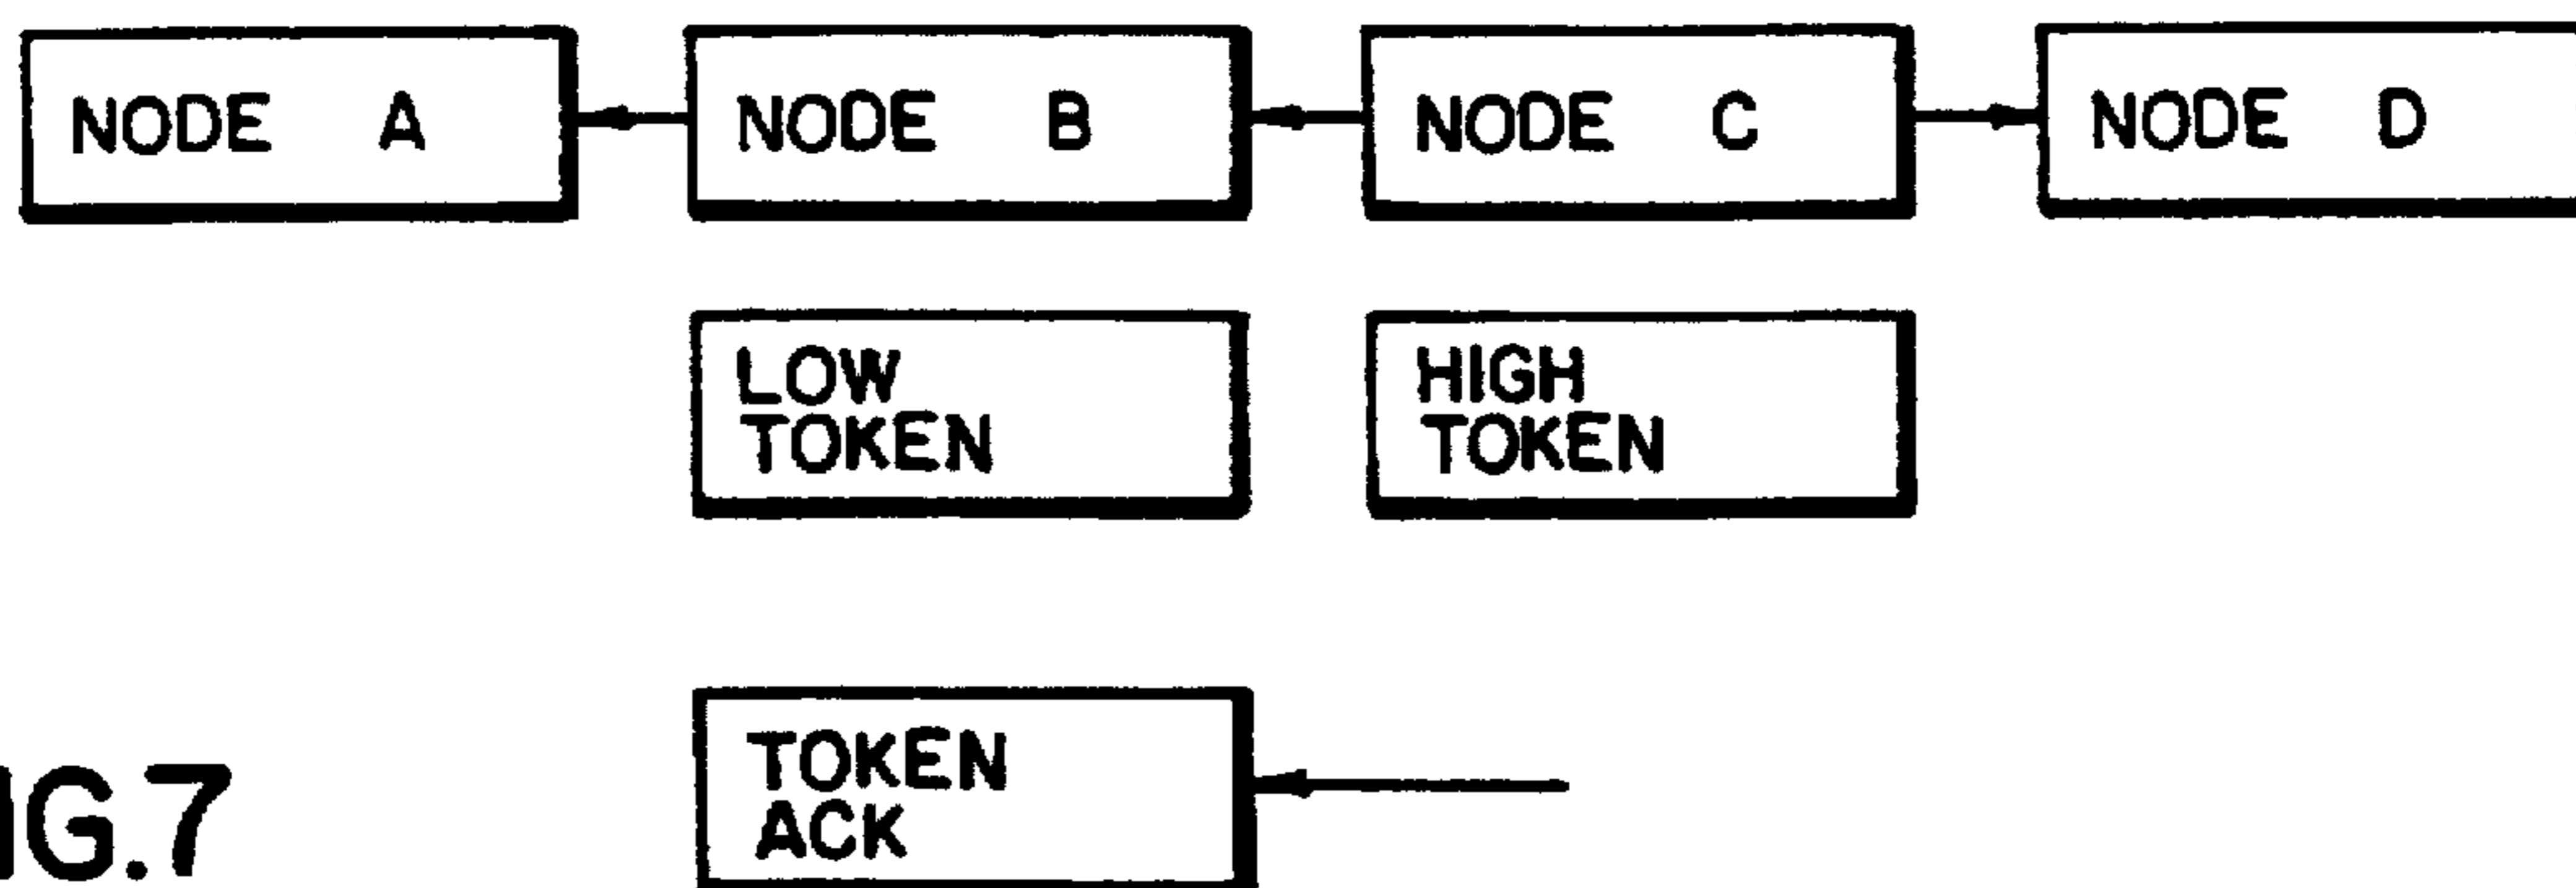 NODE A
NODE B
NODE C
NODE D
LOW
TOKEN
HIGH
TOKEN
TOKEN
ACK
IG.7